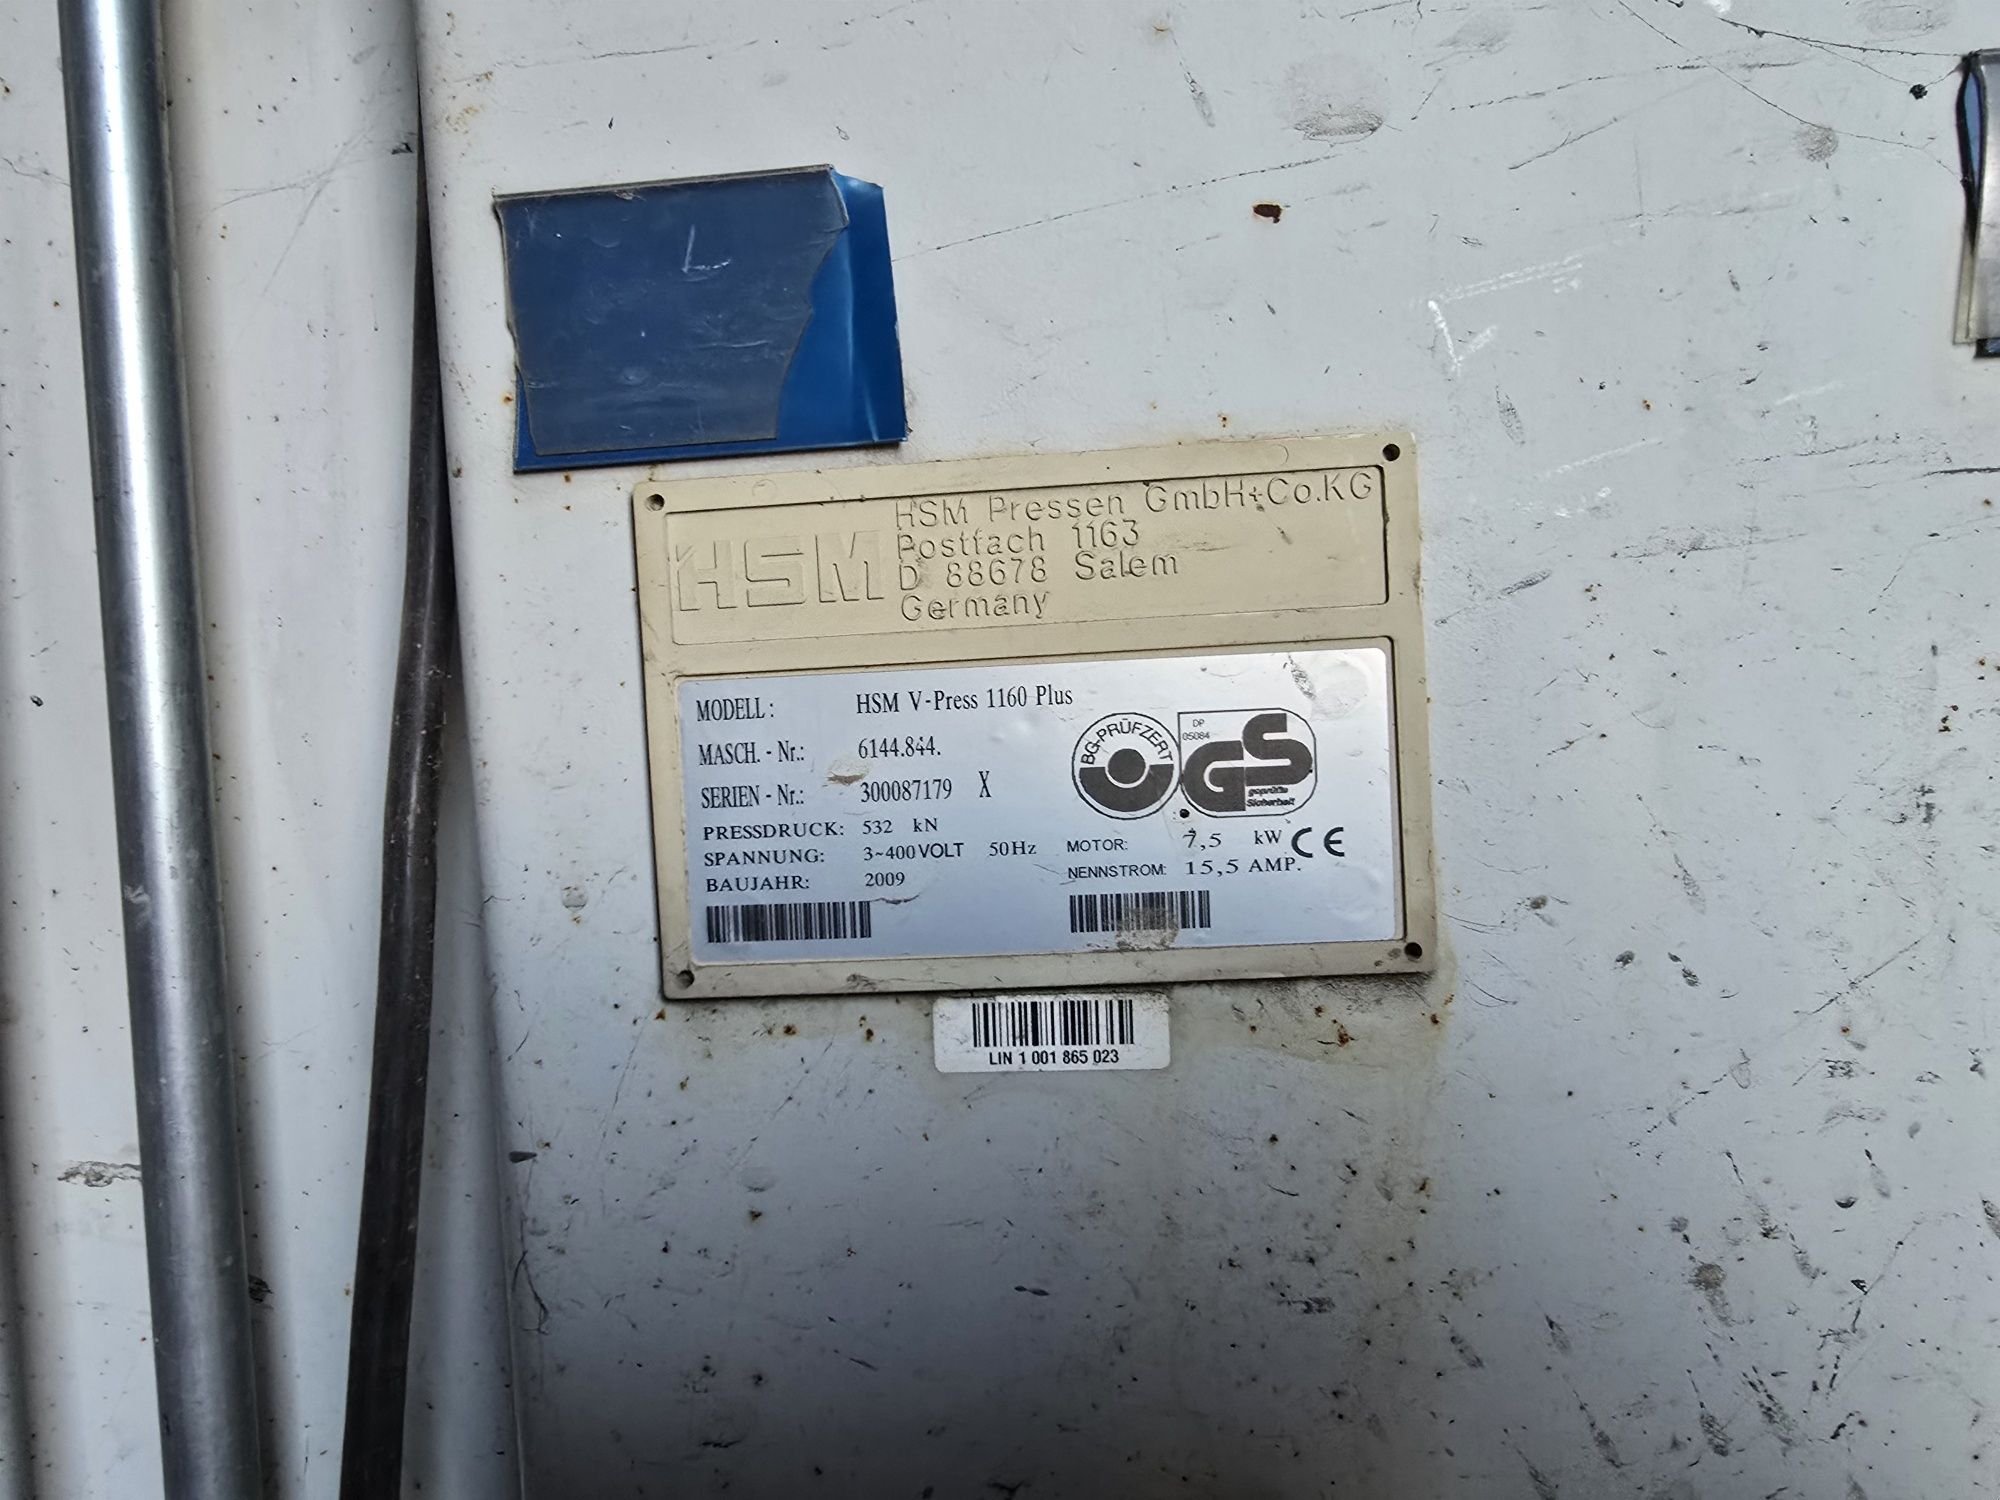 L
HSM
HSM Pressen GmbH+Co.KG
Postfach 1163
D 88678 Salem
Germany
MODELL: HSM V-Press 1160 Plus
MASCH. - Nr.: 6144.844.
SERIEN - Nr.: 300087179 X
PRESSDRUCK: 532 kN
SPANNUNG: 3~400VOLT 50Hz
BAUJAHR: 2009
BG-PRÜFZERT
DP
05084
GS
geprüfte
Sicherheit
MOTOR: 7,5 kW CE
NENNSTROM: 15,5 AMP.
LIN 1 001 865 023